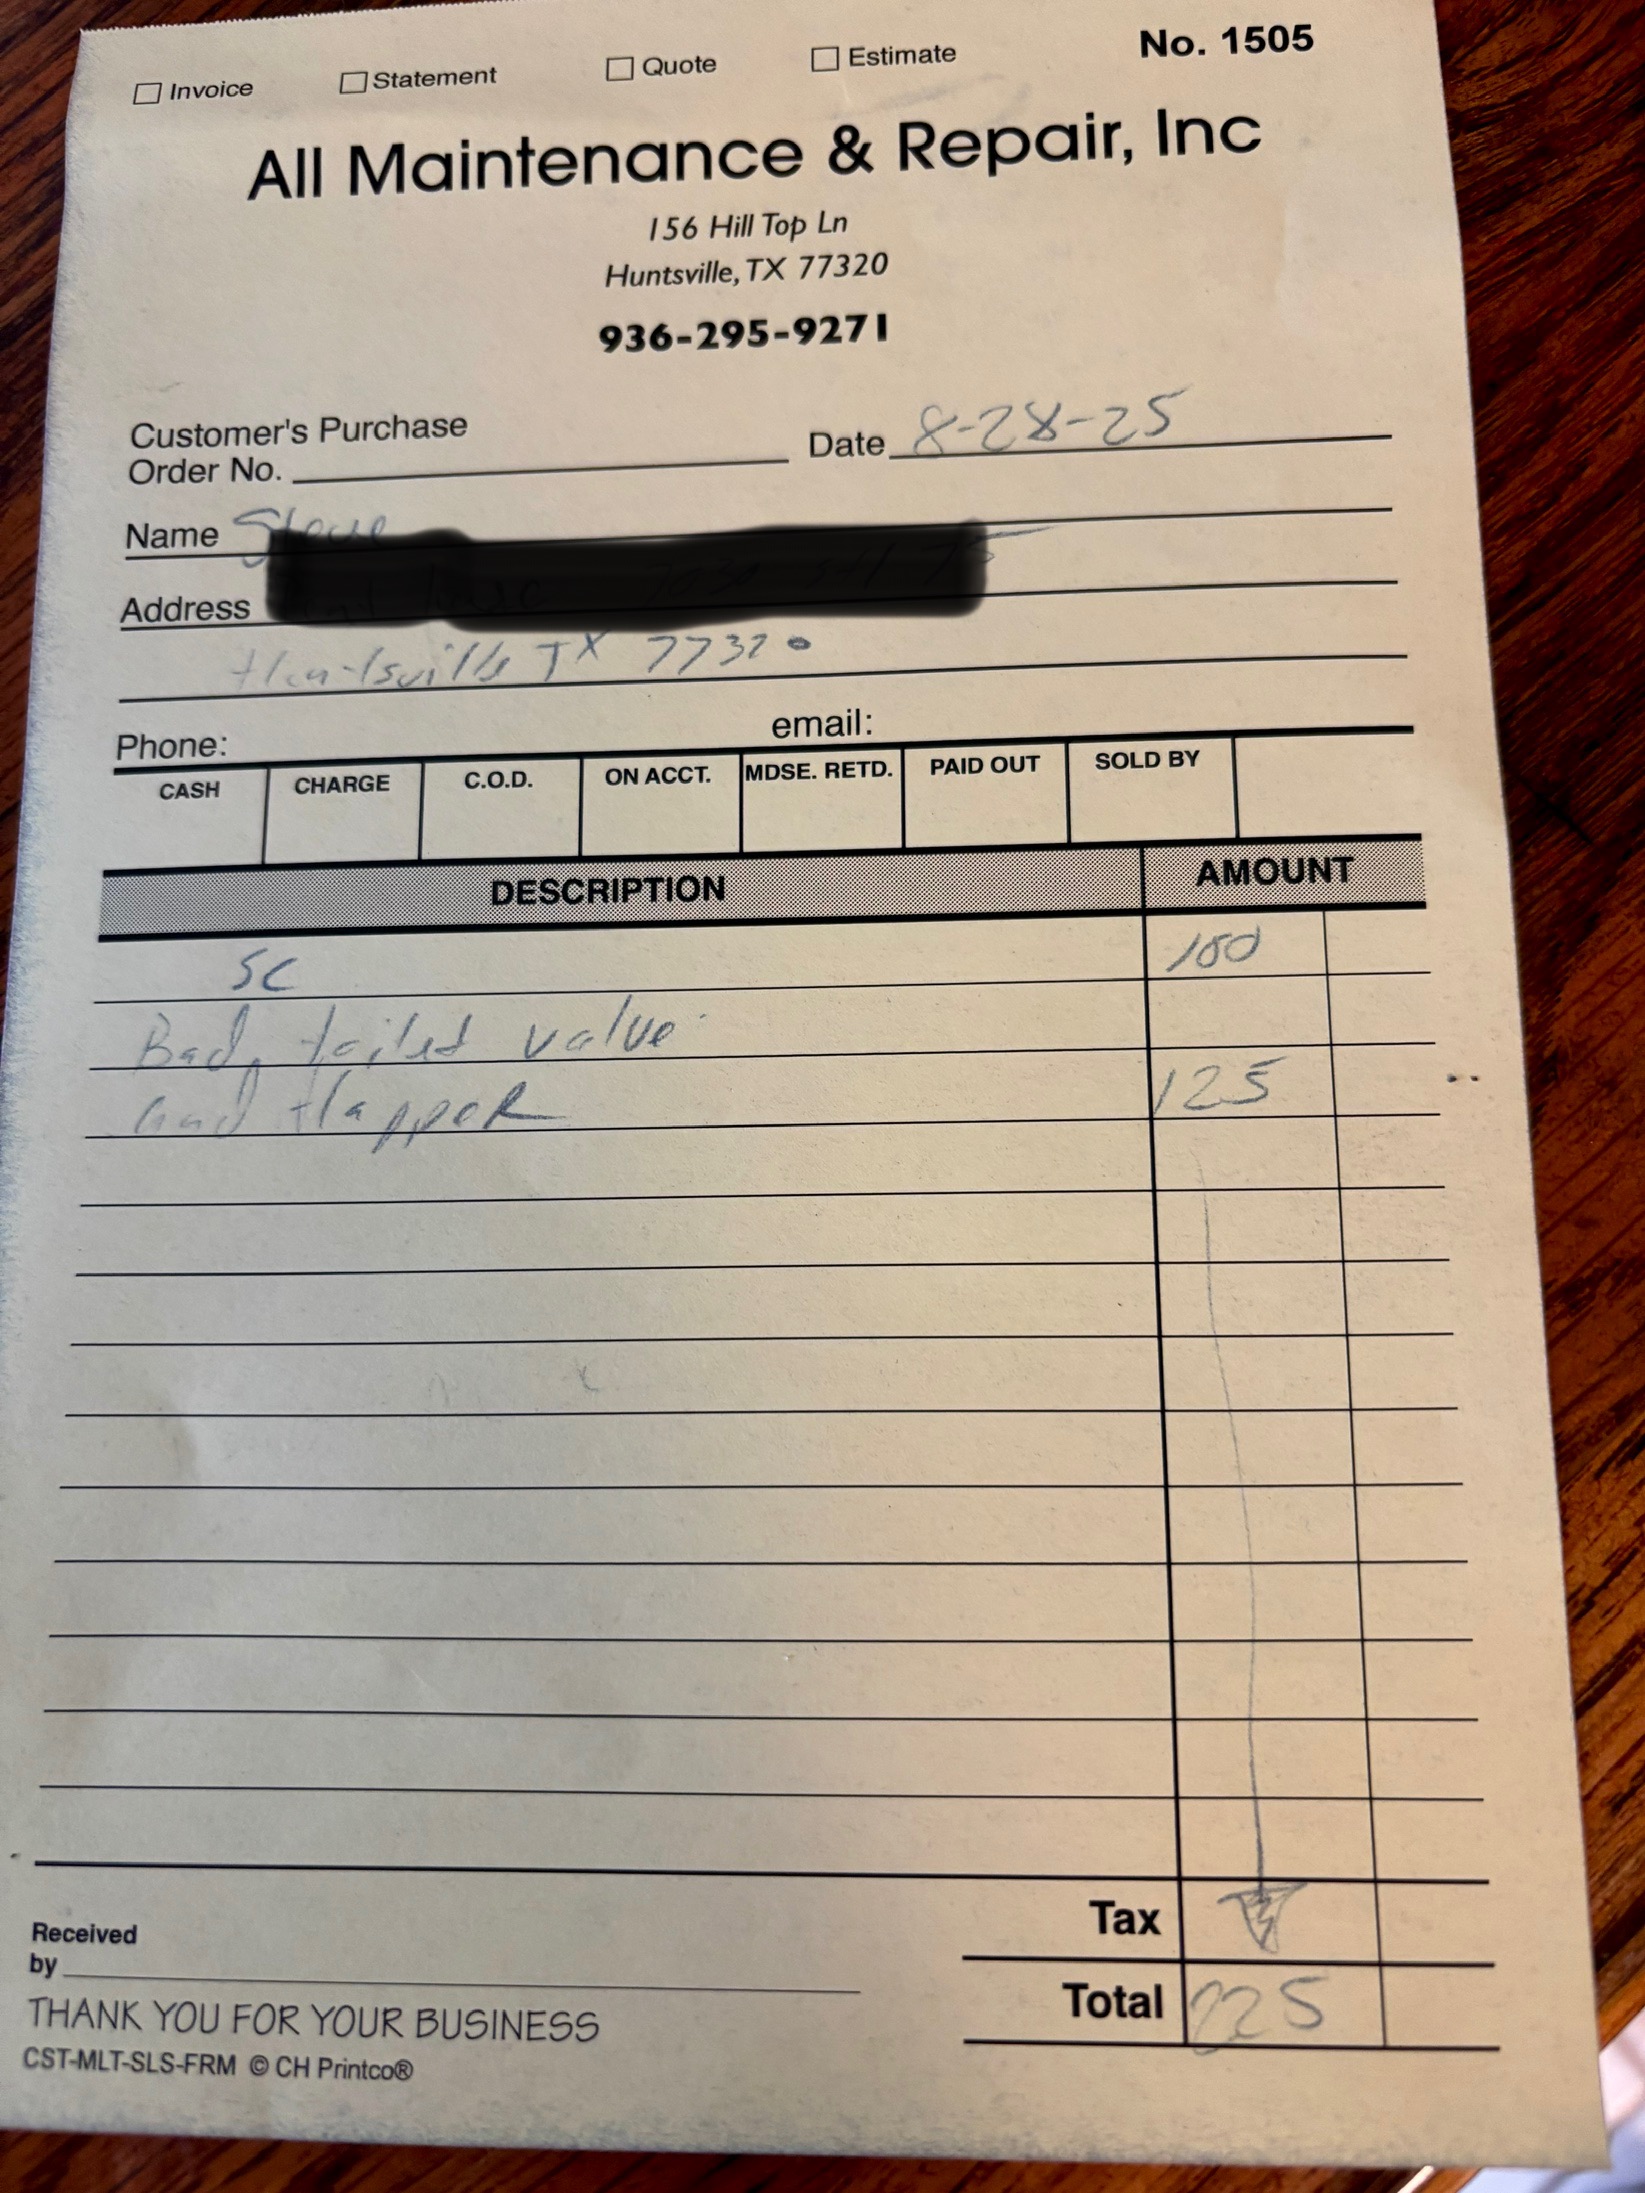 Invoice Statement Quote Estimate No. 1505
All Maintenance & Repair, Inc
156 Hill Top Ln
Huntsville, TX 77320
936-295-9271
Customer's Purchase
Order No. Date 8-28-25
Name Steve
Address
Huntsville TX 77320
Phone: email:
CASH CHARGE C.O.D. ON ACCT. MDSE. RETD. PAID OUT SOLD BY
DESCRIPTION AMOUNT
SC 100
Bad, toilet value
and flapper 125
Tax
Total 225
Received
by
THANK YOU FOR YOUR BUSINESS
CST-MLT-SLS-FRM © CH Printco®